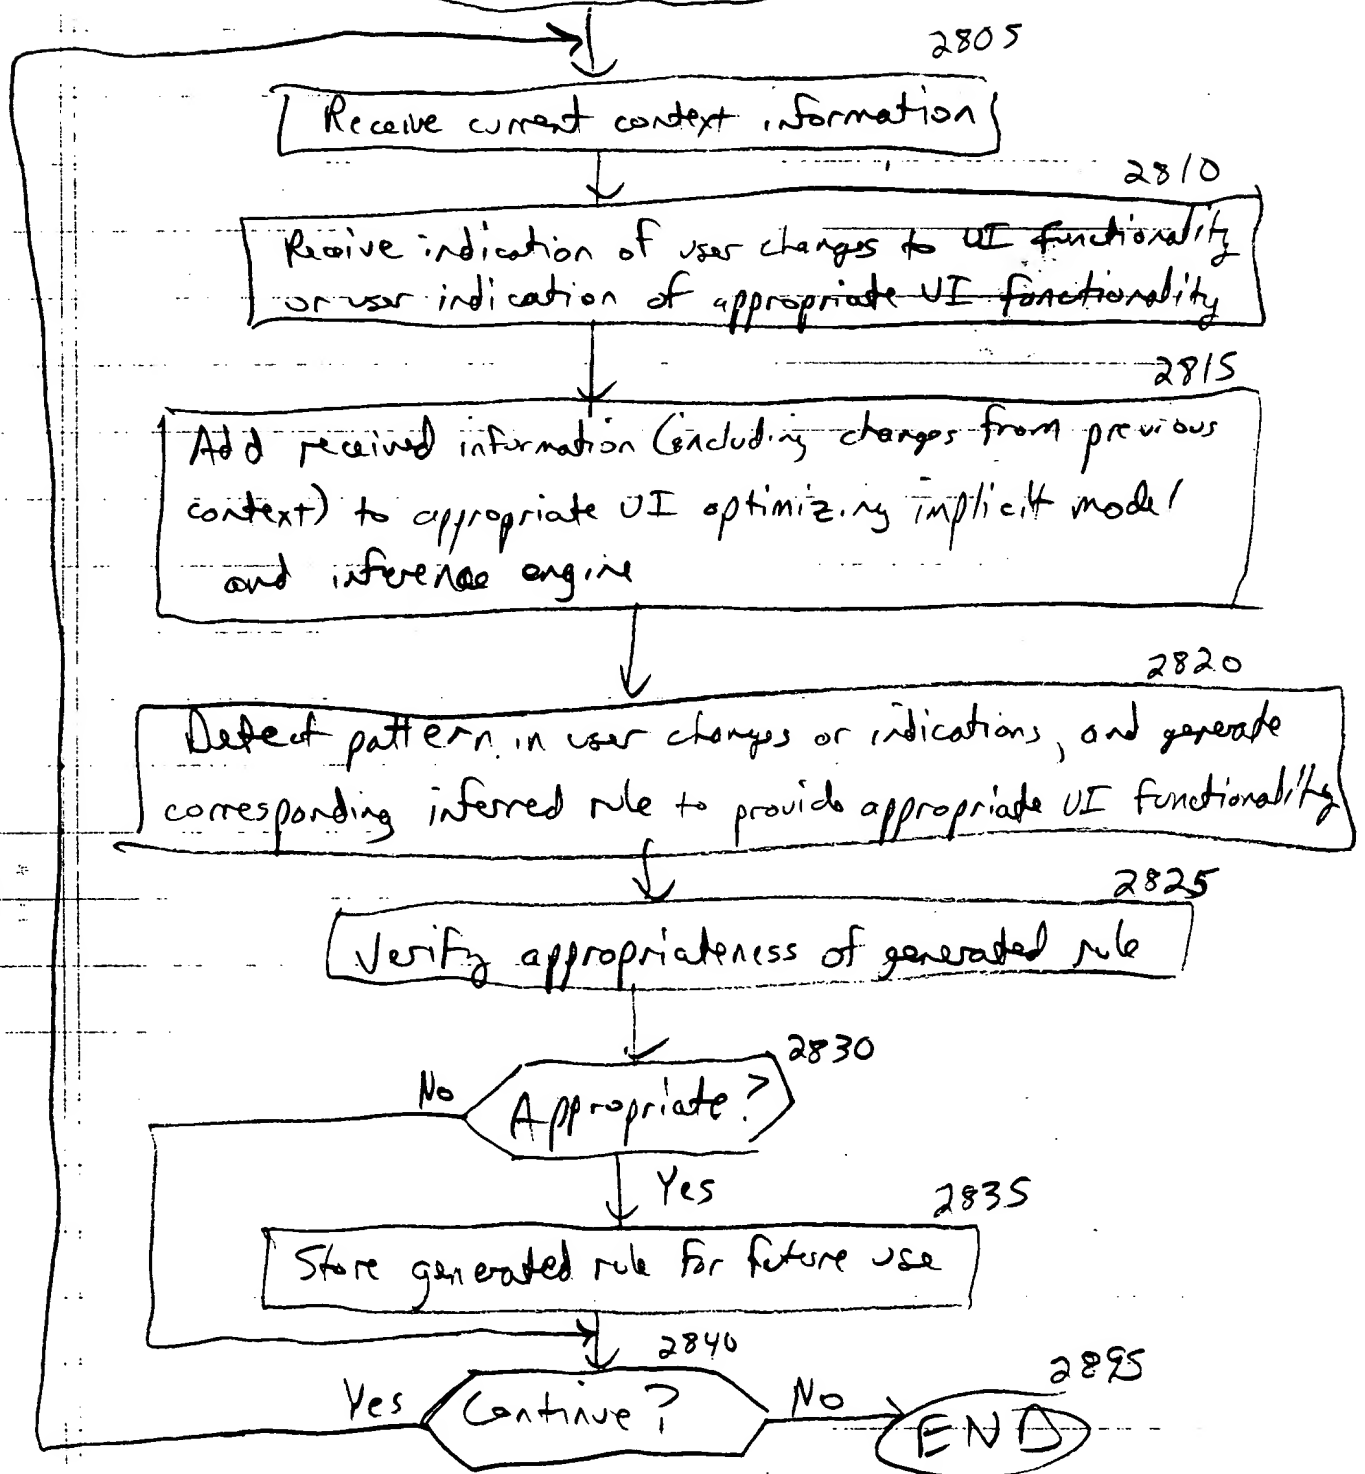 2805
Receive current context information
2810
Receive indication of user changes to UI functionality
or user indication of appropriate UI functionality
2815
Add received information (including changes from previous
context) to appropriate UI optimizing implicit model
and inference engine
2820
Detect pattern in user changes or indications, and generate
corresponding inferred rule to provide appropriate UI functionality
2825
Verify appropriateness of generated rule
2830
No
Appropriate?
Yes
2835
Store generated rule for future use
2840
2895
Yes
Continue?
No
END